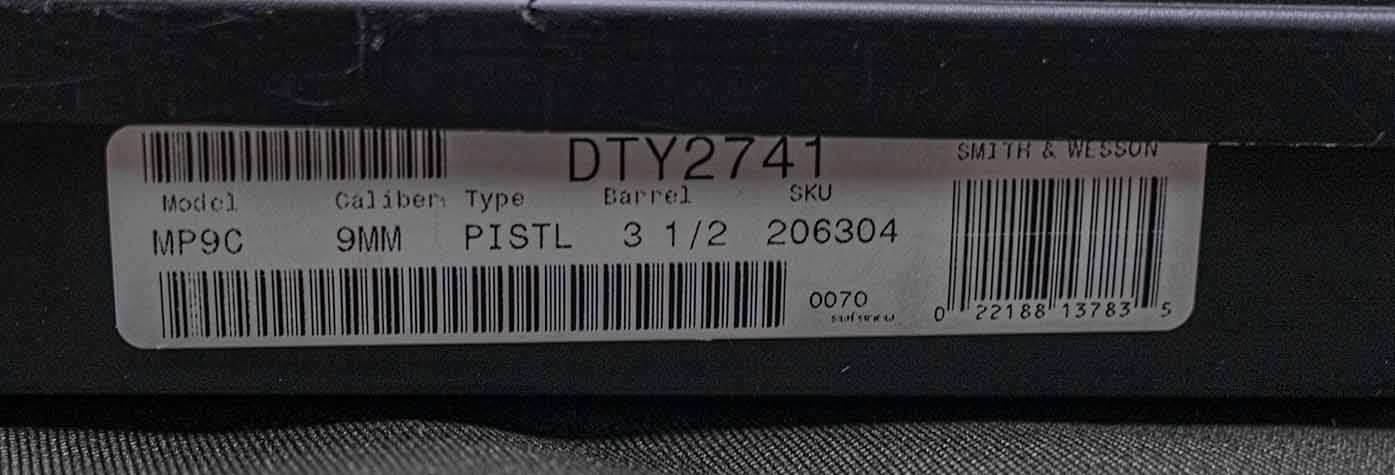 DTY2741
SMITH & WESSON
Model Caliber Type Barrel SKU
MP9C 9MM PISTL 3 1/2 206304
0070
0 22188 13783 5